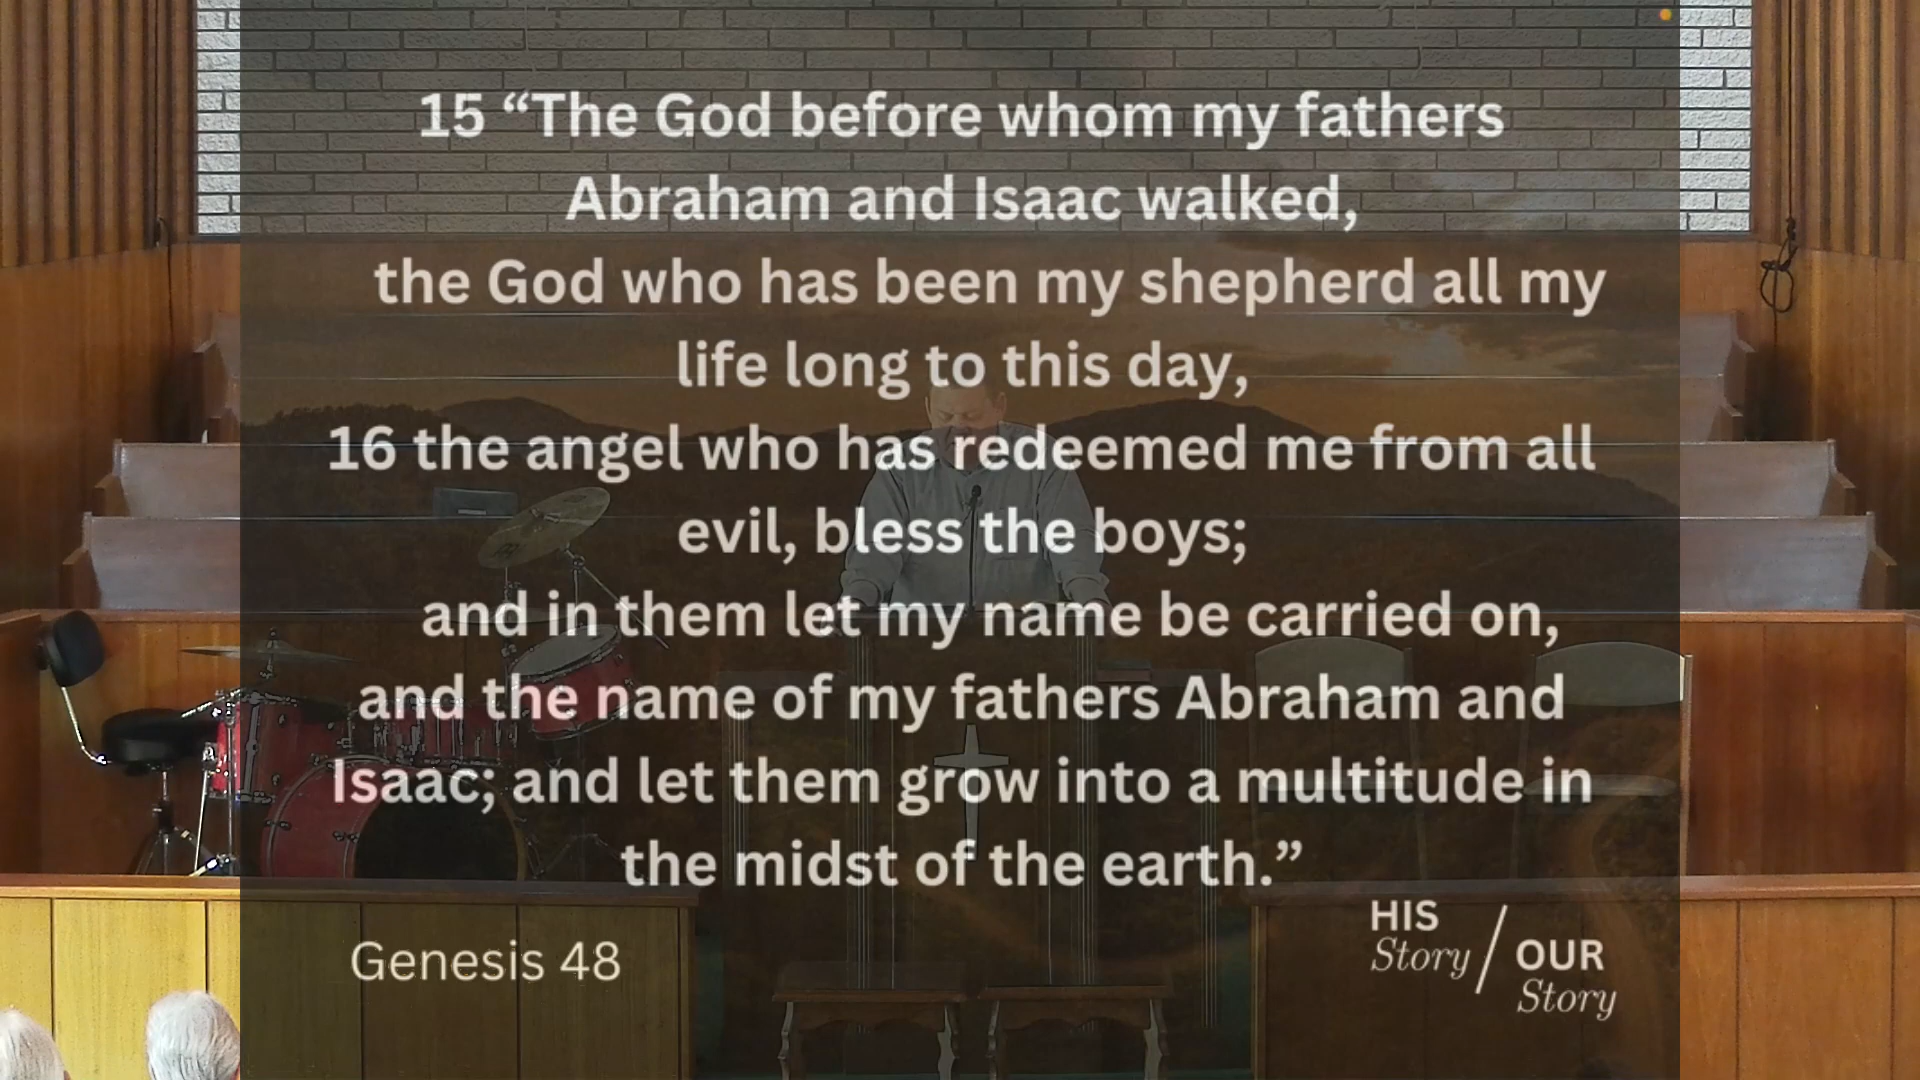 15 “The God before whom my fathers
Abraham and Isaac walked,
the God who has been my shepherd all my
life long to this day,
16 the angel who has redeemed me from all
evil, bless the boys;
and in them let my name be carried on,
and the name of my fathers Abraham and
Isaac; and let them grow into a multitude in
the midst of the earth.”
Genesis 48
HIS
Story / OUR
Story